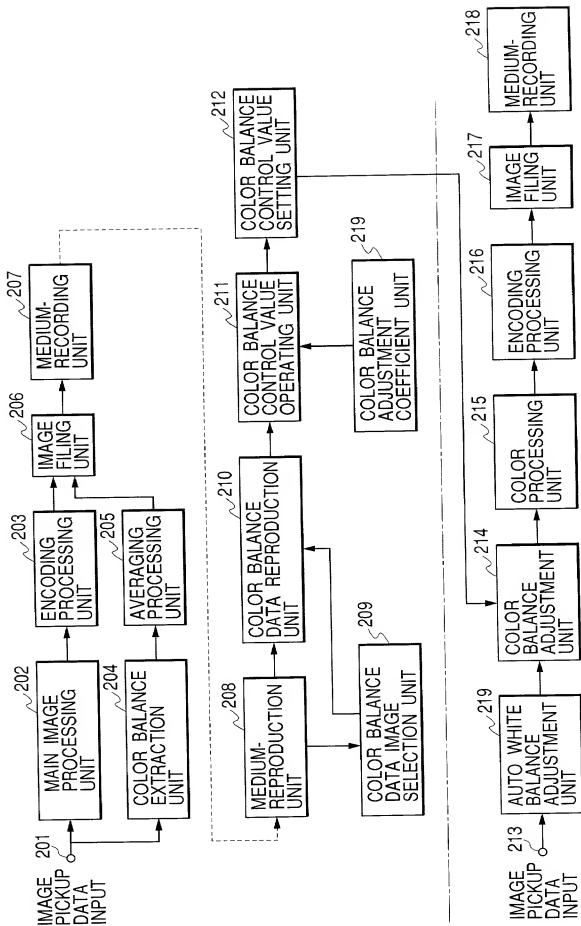 IMAGE
PICKUP
DATA
INPUT
201
202
MAIN IMAGE
PROCESSING
UNIT
203
ENCODING
PROCESSING
UNIT
204
COLOR BALANCE
EXTRACTION
UNIT
205
AVERAGING
PROCESSING
UNIT
206
IMAGE
FILING
UNIT
207
MEDIUM-
RECORDING
UNIT
208
MEDIUM-
REPRODUCTION
UNIT
209
COLOR BALANCE
DATA IMAGE
SELECTION UNIT
210
COLOR BALANCE
DATA REPRODUCTION
UNIT
211
COLOR BALANCE
CONTROL VALUE
OPERATING UNIT
219
COLOR BALANCE
ADJUSTMENT
COEFFICIENT UNIT
212
COLOR BALANCE
CONTROL VALUE
SETTING UNIT
IMAGE PICKUP
DATA INPUT
213
219
AUTO WHITE
BALANCE
ADJUSTMENT
UNIT
214
COLOR BALANCE
ADJUSTMENT
UNIT
215
COLOR
PROCESSING
UNIT
216
ENCODING
PROCESSING
UNIT
217
IMAGE
FILING
UNIT
218
MEDIUM-
RECORDING
UNIT